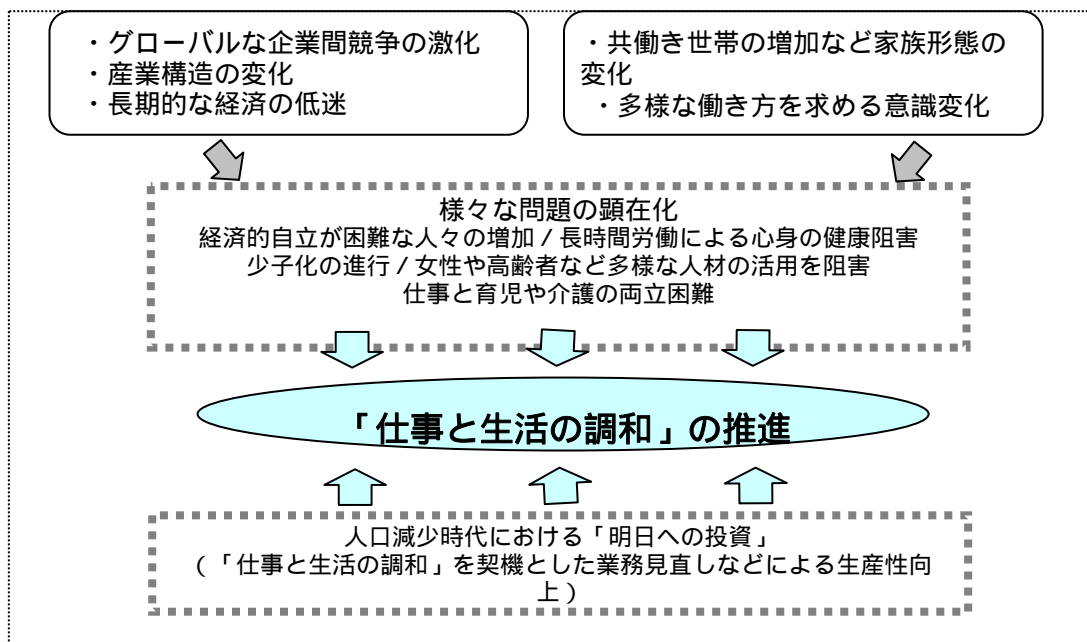 ・グローバルな企業間競争の激化
・産業構造の変化
・長期的な経済の低迷
・共働き世帯の増加など家族形態の
変化
・多様な働き方を求める意識変化
様々な問題の顕在化
経済的自立が困難な人々の増加/長時間労働による心身の健康阻害
少子化の進行/女性や高齢者など多様な人材の活用を阻害
仕事と育児や介護の両立困難
「仕事と生活の調和」の推進
人口減少時代における「明日への投資」
(「仕事と生活の調和」を契機とした業務見直しなどによる生産性向
上)